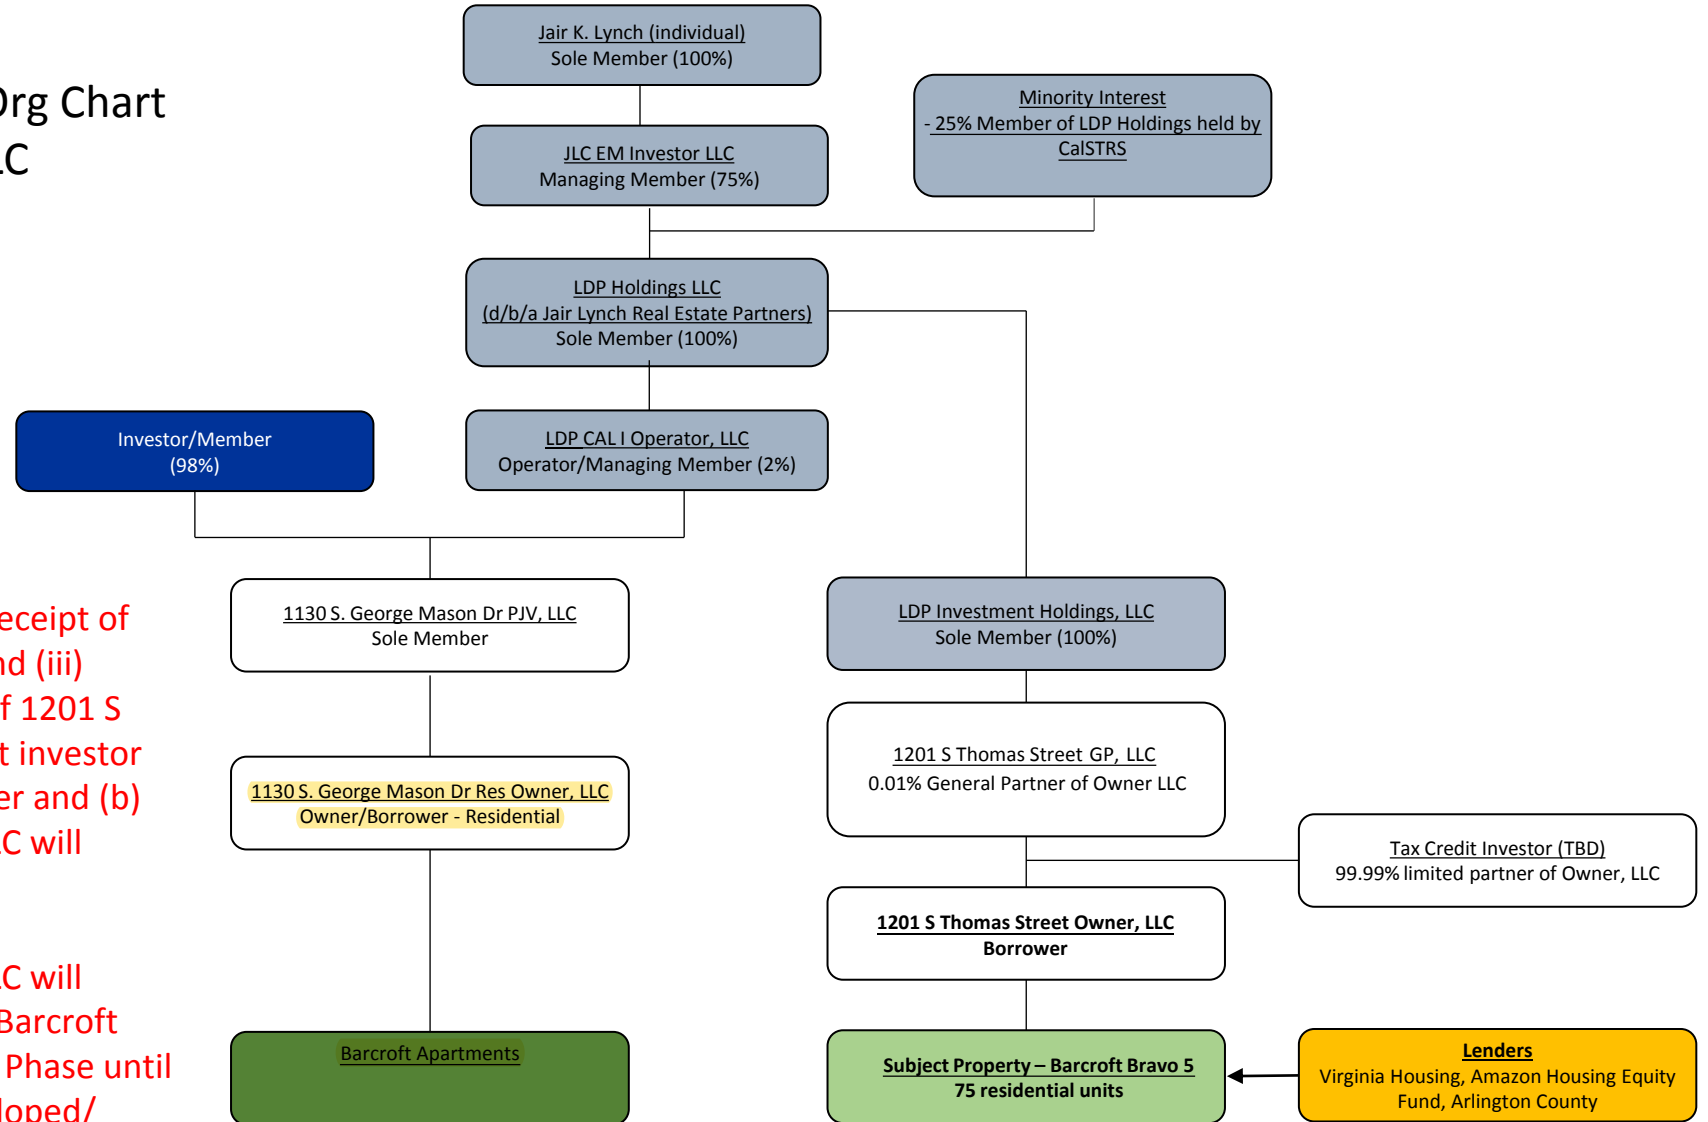 Jair K. Lynch (individual)
Sole Member (100%)
Org Chart
LC
Minority Interest
- 25% Member of LDP Holdings held by
CalSTRS
JLC EM Investor LLC
Managing Member (75%)
LDP Holdings LLC
(d/b/a Jair Lynch Real Estate Partners)
Sole Member (100%)
Investor/Member
(98%)
LDP CAL I Operator, LLC
Operator/Managing Member (2%)
1130 S. George Mason Dr PJV, LLC
Sole Member
LDP Investment Holdings, LLC
Sole Member (100%)
eceipt of
nd (iii)
f 1201 S
t investor
er and (b)
LC will
1201 S Thomas Street GP, LLC
0.01% General Partner of Owner LLC
1130 S. George Mason Dr Res Owner, LLC
Owner/Borrower - Residential
Tax Credit Investor (TBD)
99.99% limited partner of Owner, LLC
1201 S Thomas Street Owner, LLC
Borrower
LC will
Barcroft
Phase until
loped/
Barcroft Apartments
Subject Property – Barcroft Bravo 5
75 residential units
Lenders
Virginia Housing, Amazon Housing Equity
Fund, Arlington County